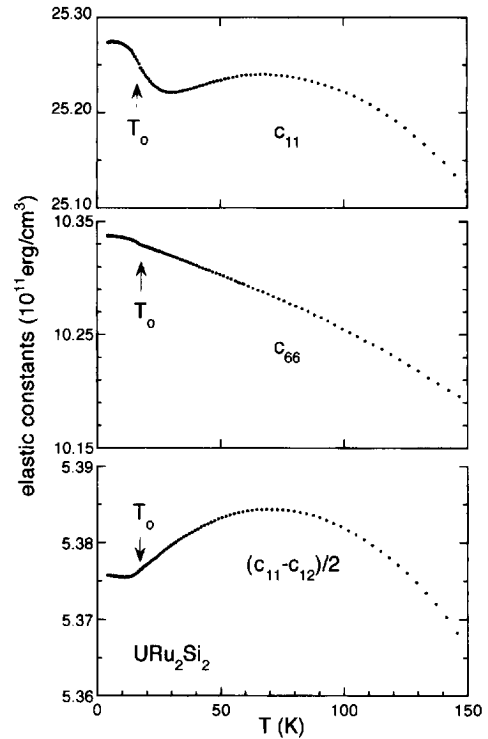 25.30
25.20
25.10
T₀
c₁₁
10.35
10.25
10.15
T₀
c₆₆
elastic constants (10¹¹erg/cm³)
5.39
5.38
5.37
5.36
T₀
(c₁₁-c₁₂)/2
URu₂Si₂
0 50 100 150
T (K)